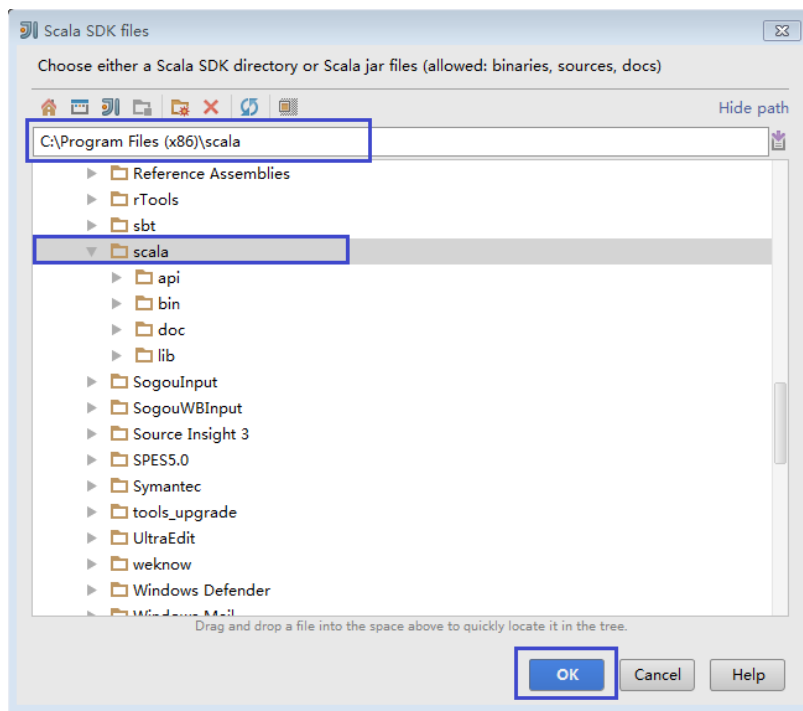 Scala SDK files
Choose either a Scala SDK directory or Scala jar files (allowed: binaries, sources, docs)
Hide path
C:\Program Files (x86)\scala
Reference Assemblies
rTools
sbt
scala
api
bin
doc
lib
SogouInput
SogouWBInput
Source Insight 3
SPES5.0
Symantec
tools_upgrade
UltraEdit
weknow
Windows Defender
Windows Mail
Drag and drop a file into the space above to quickly locate it in the tree.
OK Cancel Help